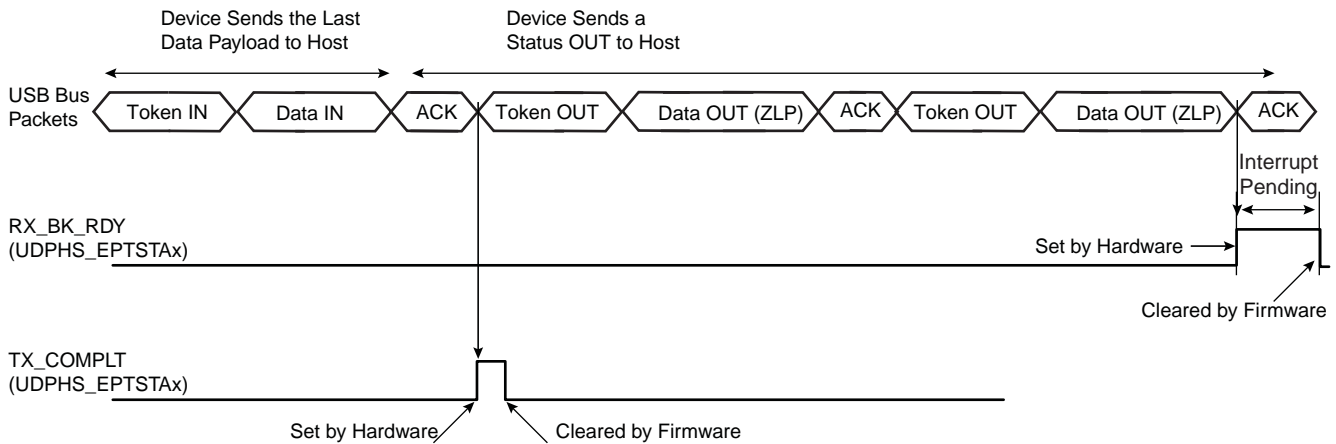 Device Sends the Last
Data Payload to Host
Device Sends a
Status OUT to Host
USB Bus
Packets
Token IN
Data IN
ACK
Token OUT
Data OUT (ZLP)
ACK
Token OUT
Data OUT (ZLP)
ACK
Interrupt
Pending
RX_BK_RDY
(UDPHS_EPTSTAx)
Set by Hardware
Cleared by Firmware
TX_COMPLT
(UDPHS_EPTSTAx)
Set by Hardware
Cleared by Firmware